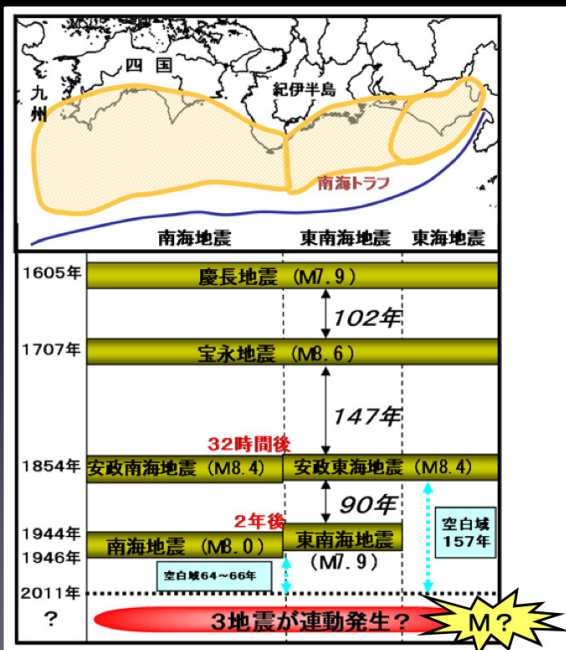 四国
九州
紀伊半島
南海トラフ
南海地震 東南海地震 東海地震
1605年 慶長地震 (M7.9)
102年
1707年 宝永地震 (M8.6)
147年
32時間後
1854年 安政南海地震 (M8.4) 安政東海地震 (M8.4)
90年
2年後
空白域
157年
1944年 南海地震 (M8.0) 東南海地震
1946年 (M7.9)
空白域64～66年
2011年
? 3地震が連動発生? M?